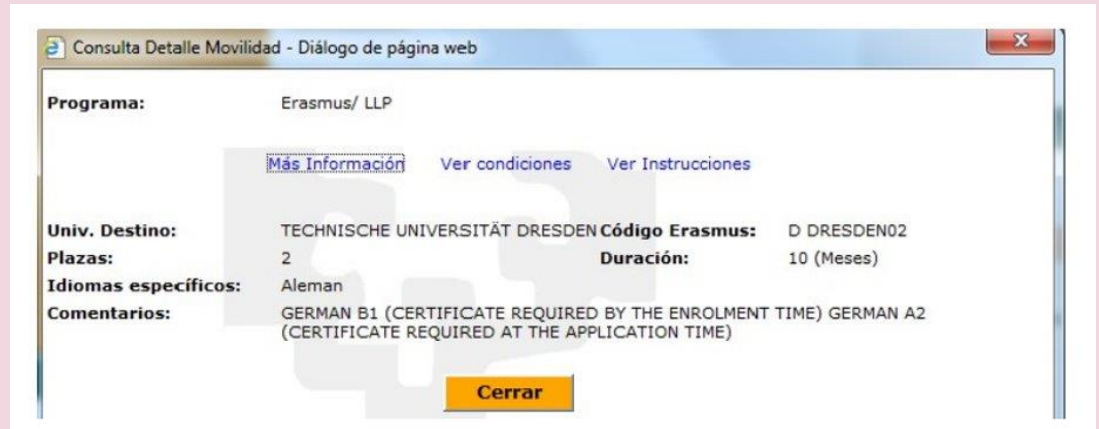 Consulta Detalle Movilidad - Diálogo de página web
Programa: Erasmus/ LLP
Más Información Ver condiciones Ver Instrucciones
Univ. Destino: TECHNISCHE UNIVERSITÄT DRESDEN Código Erasmus: D DRESDEN02
Plazas: 2 Duración: 10 (Meses)
Idiomas específicos: Aleman
Comentarios: GERMAN B1 (CERTIFICATE REQUIRED BY THE ENROLMENT TIME) GERMAN A2
(CERTIFICATE REQUIRED AT THE APPLICATION TIME)
Cerrar